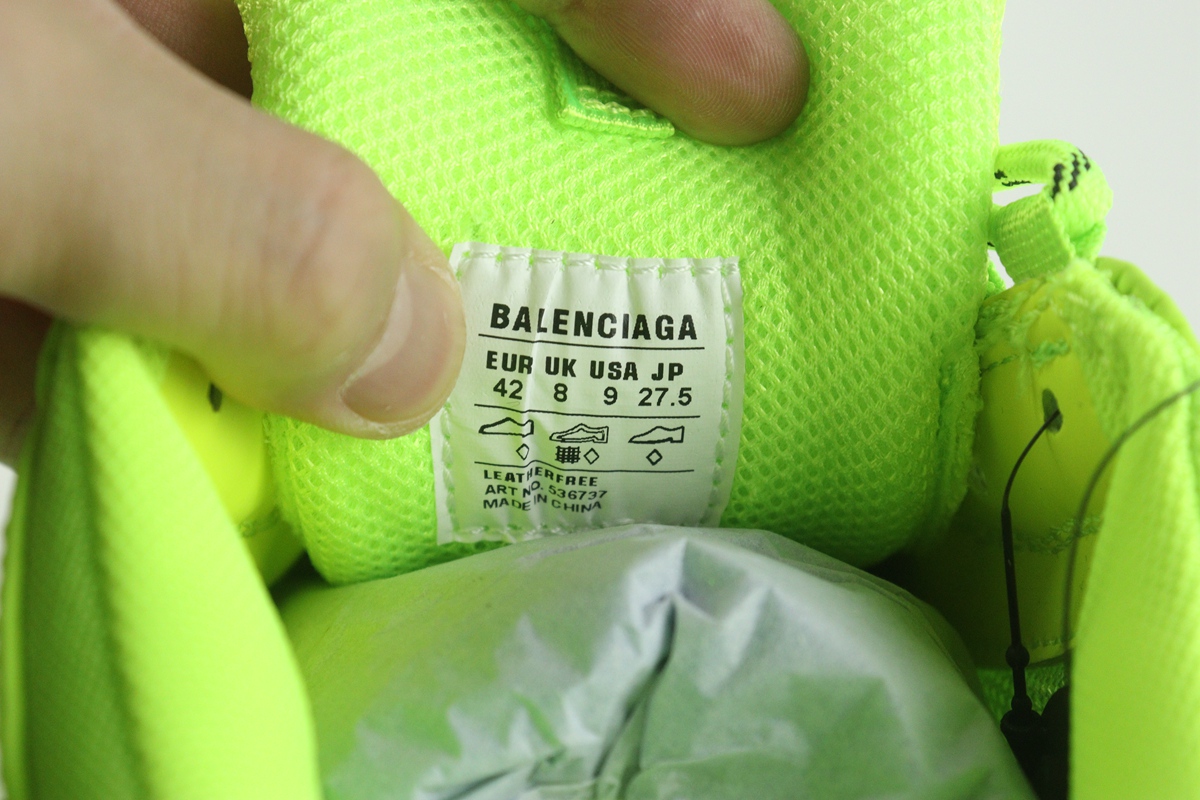 BALENCIAGA
EUR UK USA JP
42 8 9 27.5
LEATHERFREE
ART NO. 536737
MADE IN CHINA